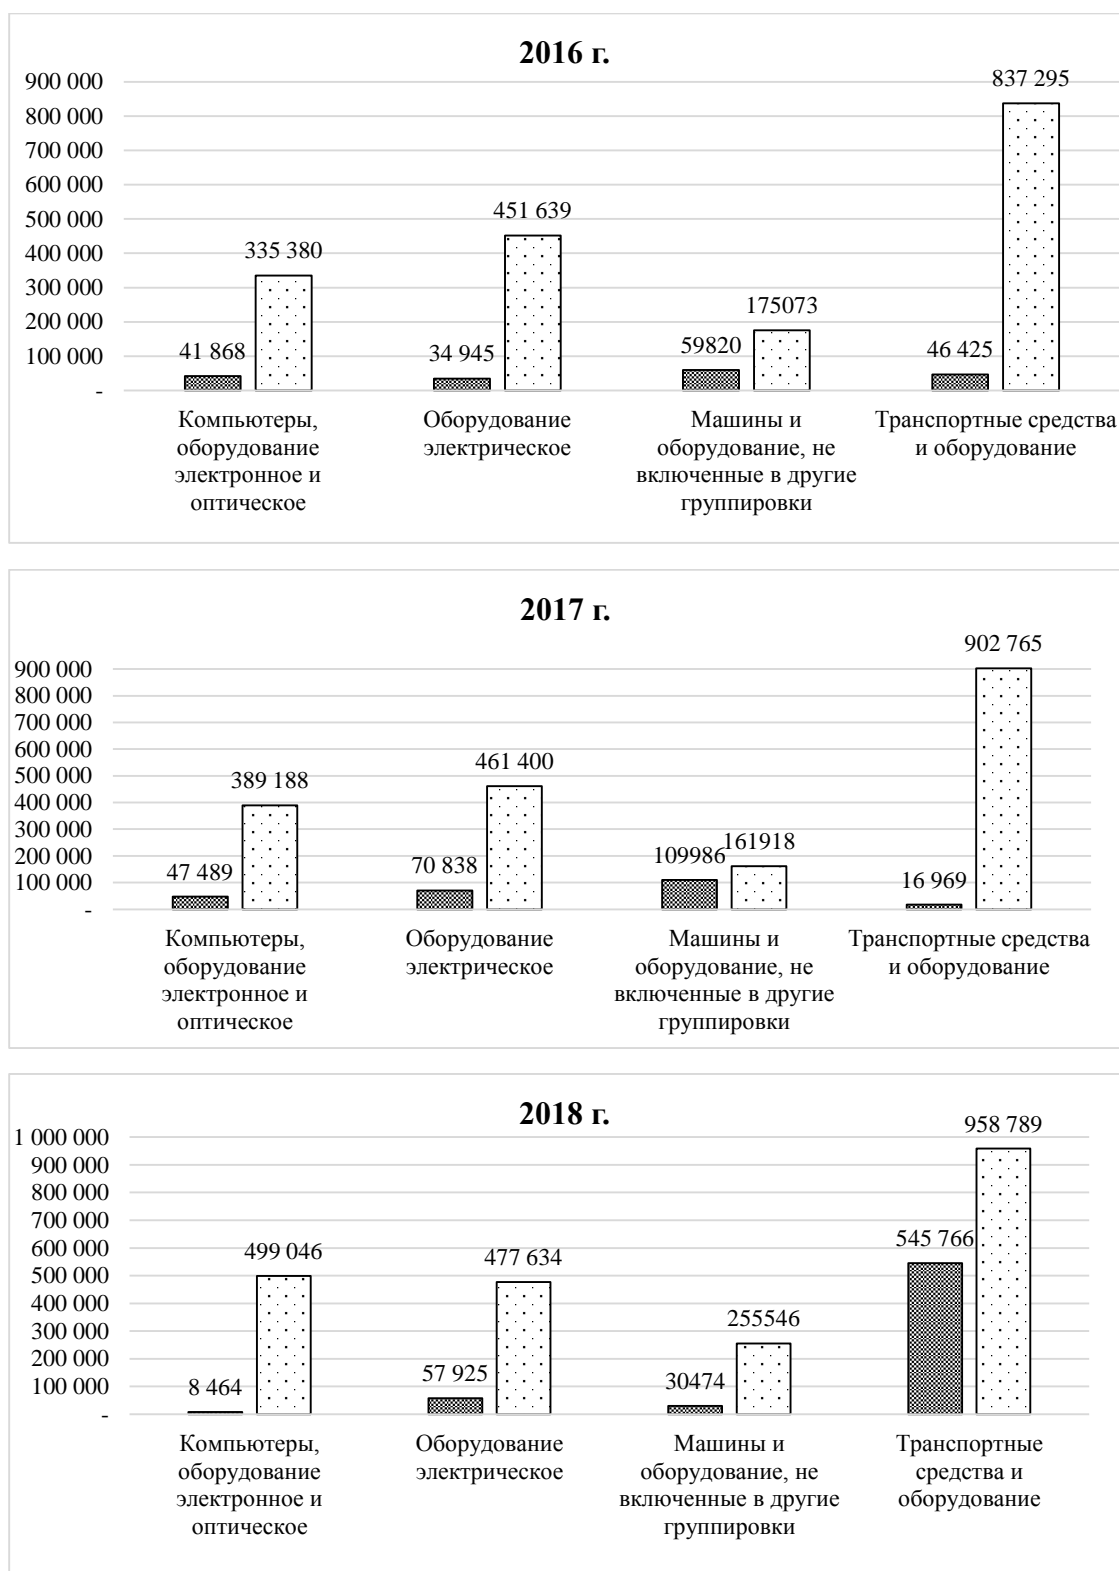 2016 г.
900 000
800 000
700 000
600 000
500 000
400 000
300 000
200 000
100 000
-
837 295
451 639
335 380
175073
41 868
34 945
59820
46 425
Компьютеры,
оборудование
электронное и
оптическое
Оборудование
электрическое
Машины и
оборудование, не
включенные в другие
группировки
Транспортные средства
и оборудование
2017 г.
900 000
800 000
700 000
600 000
500 000
400 000
300 000
200 000
100 000
-
902 765
461 400
389 188
161918
109986
47 489
70 838
16 969
Компьютеры,
оборудование
электронное и
оптическое
Оборудование
электрическое
Машины и
оборудование, не
включенные в другие
группировки
Транспортные средства
и оборудование
2018 г.
1 000 000
900 000
800 000
700 000
600 000
500 000
400 000
300 000
200 000
100 000
-
958 789
545 766
499 046
477 634
255546
8 464
57 925
30474
Компьютеры,
оборудование
электронное и
оптическое
Оборудование
электрическое
Машины и
оборудование, не
включенные в другие
группировки
Транспортные
средства и
оборудование